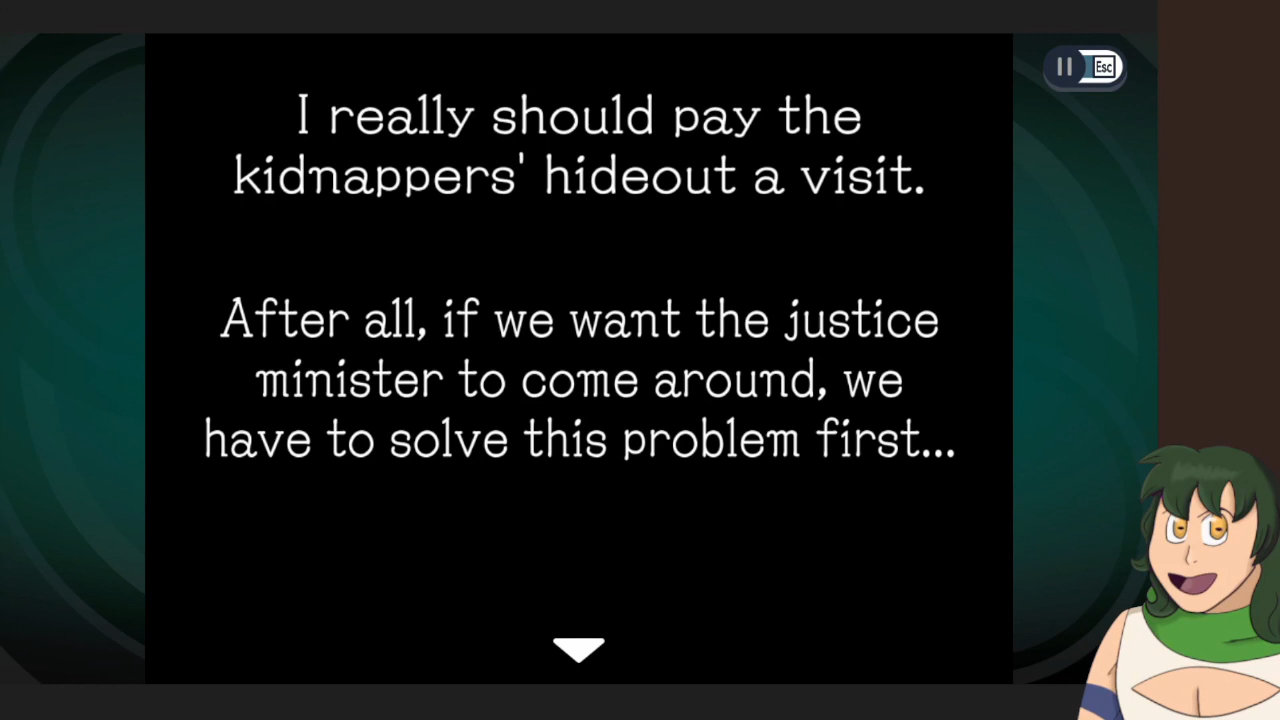 Esc
I really should pay the
kidnappers' hideout a visit.
After all, if we want the justice
minister to come around, we
have to solve this problem first...